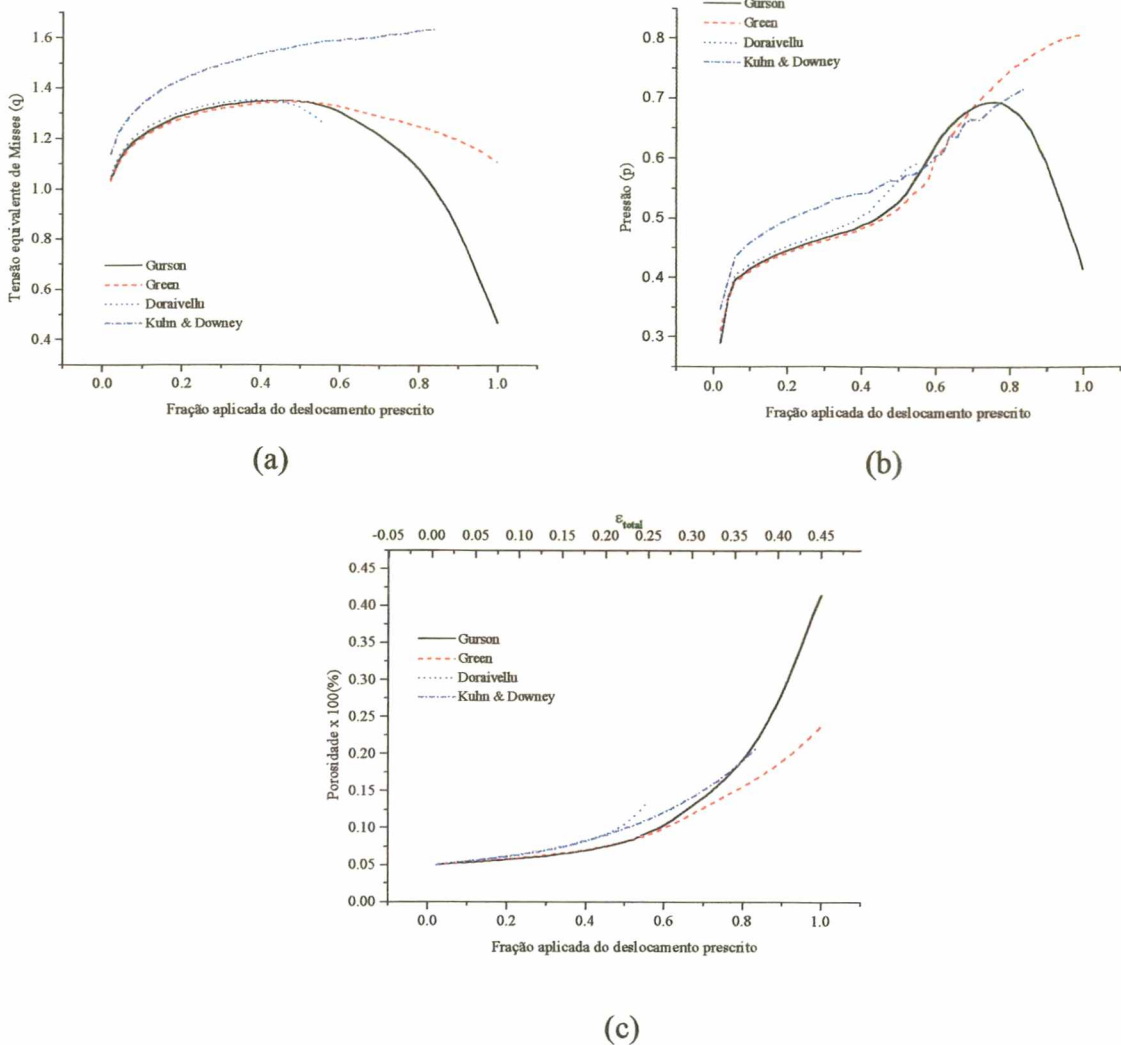 1.6
1.4
1.2
1.0
0.8
0.6
0.4
Tensão equivalente de Misses (q)
Gurson
Green
Doraivellu
Kuhn & Downey
0.0 0.2 0.4 0.6 0.8 1.0
Fração aplicada do deslocamento prescrito
(a)
Gurson
Green
Doraivellu
Kuhn & Downey
0.8
0.7
0.6
0.5
0.4
0.3
Pressão (p)
0.0 0.2 0.4 0.6 0.8 1.0
Fração aplicada do deslocamento prescrito
(b)
εtotal
-0.05 0.00 0.05 0.10 0.15 0.20 0.25 0.30 0.35 0.40 0.45
0.45
0.40
0.35
0.30
0.25
0.20
0.15
0.10
0.05
0.00
Porosidade x 100(%)
Gurson
Green
Doraivellu
Kuhn & Downey
0.0 0.2 0.4 0.6 0.8 1.0
Fração aplicada do deslocamento prescrito
(c)